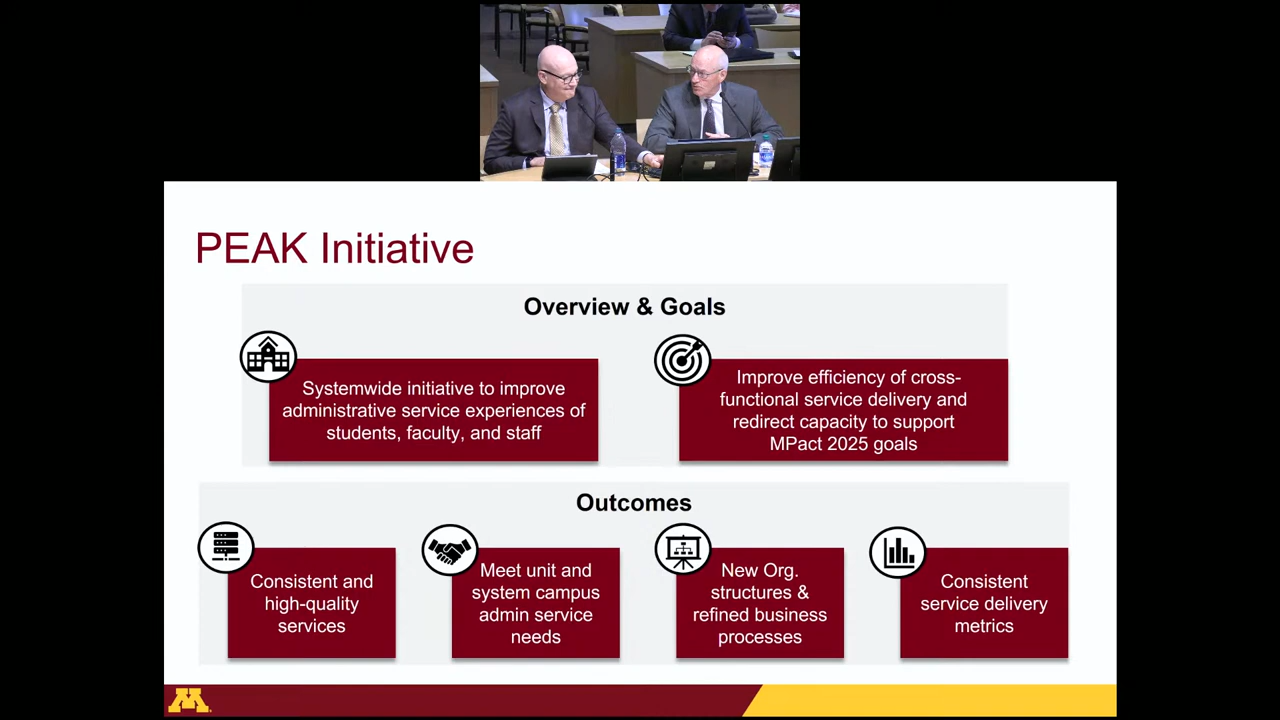 PEAK Initiative
Overview & Goals
Systemwide initiative to improve
administrative service experiences of
students, faculty, and staff
Improve efficiency of cross-
functional service delivery and
redirect capacity to support
MPact 2025 goals
Outcomes
Consistent and
high-quality
services
Meet unit and
system campus
admin service
needs
New Org.
structures &
refined business
processes
Consistent
service delivery
metrics
M